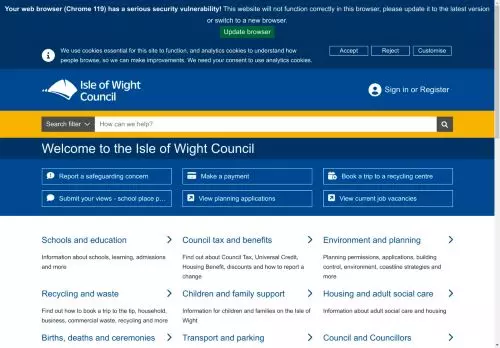 Your web browser (Chrome 119) has a serious security vulnerability! This website will not function correctly in this browser, please update it to the latest version
or switch to a new browser.
Update browser
We use cookies essential for this site to function, and analytics cookies to understand how
people browse, so we can make improvements. We need your consent to use analytics cookies.
Accept
Reject
Customise
Isle of Wight
Council
Sign in or Register
Search filter
How can we help?
Welcome to the Isle of Wight Council
Report a safeguarding concern
Make a payment
Book a trip to a recycling centre
Submit your views - school place p...
View planning applications
View current job vacancies
Schools and education
Council tax and benefits
Environment and planning
Information about schools, learning, admissions
and more
Find out about Council Tax, Universal Credit,
Housing Benefit, discounts and how to report a
change
Planning permissions, applications, building
control, environment, coastline strategies and
more
Recycling and waste
Children and family support
Housing and adult social care
Find out how to book a trip to the tip, household,
business, commercial waste, recycling and more
Information for children and families on the Isle of
Wight
Information about adult social care and housing
Births, deaths and ceremonies
Transport and parking
Council and Councillors